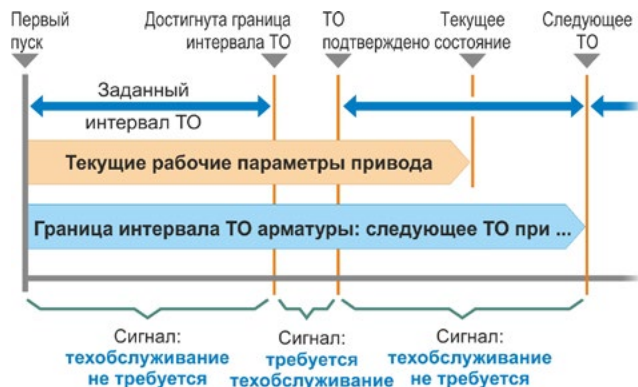 Первый пуск
Достигнута граница интервала ТО
ТО подтверждено
Текущее состояние
Следующее ТО
Заданный
интервал ТО
Текущие рабочие параметры привода
Граница интервала ТО арматуры: следующее ТО при ...
Сигнал:
техобслуживание
не требуется
Сигнал:
требуется
техобслуживание
Сигнал:
техобслуживание
не требуется